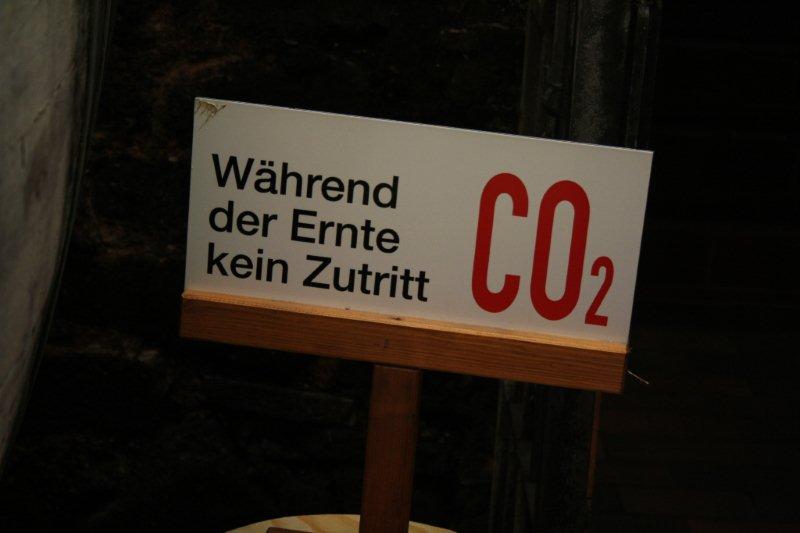 Während
der Ernte
kein Zutritt
CO₂